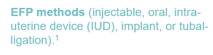 EFP methods (injectable, oral, intra-
uterine device (IUD), implant, or tubal-
ligation).¹